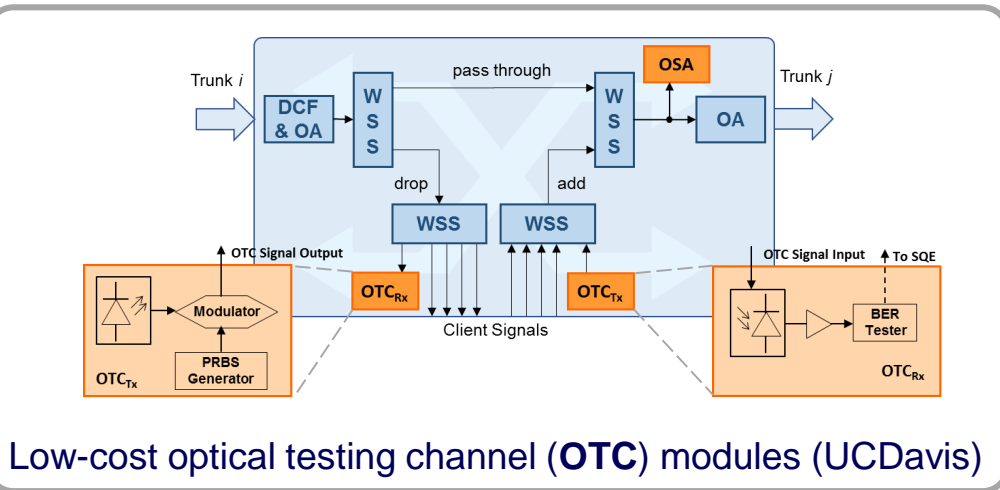 Trunk i
DCF
& OA
W
S
S
pass through
W
S
S
OSA
OA
Trunk j
drop
add
WSS
WSS
OTC Signal Output
OTCRx
OTCTx
OTC Signal Input
To SQE
Modulator
PRBS
Generator
OTCTx
Client Signals
BER
Tester
OTCRx
Low-cost optical testing channel (OTC) modules (UCDavis)